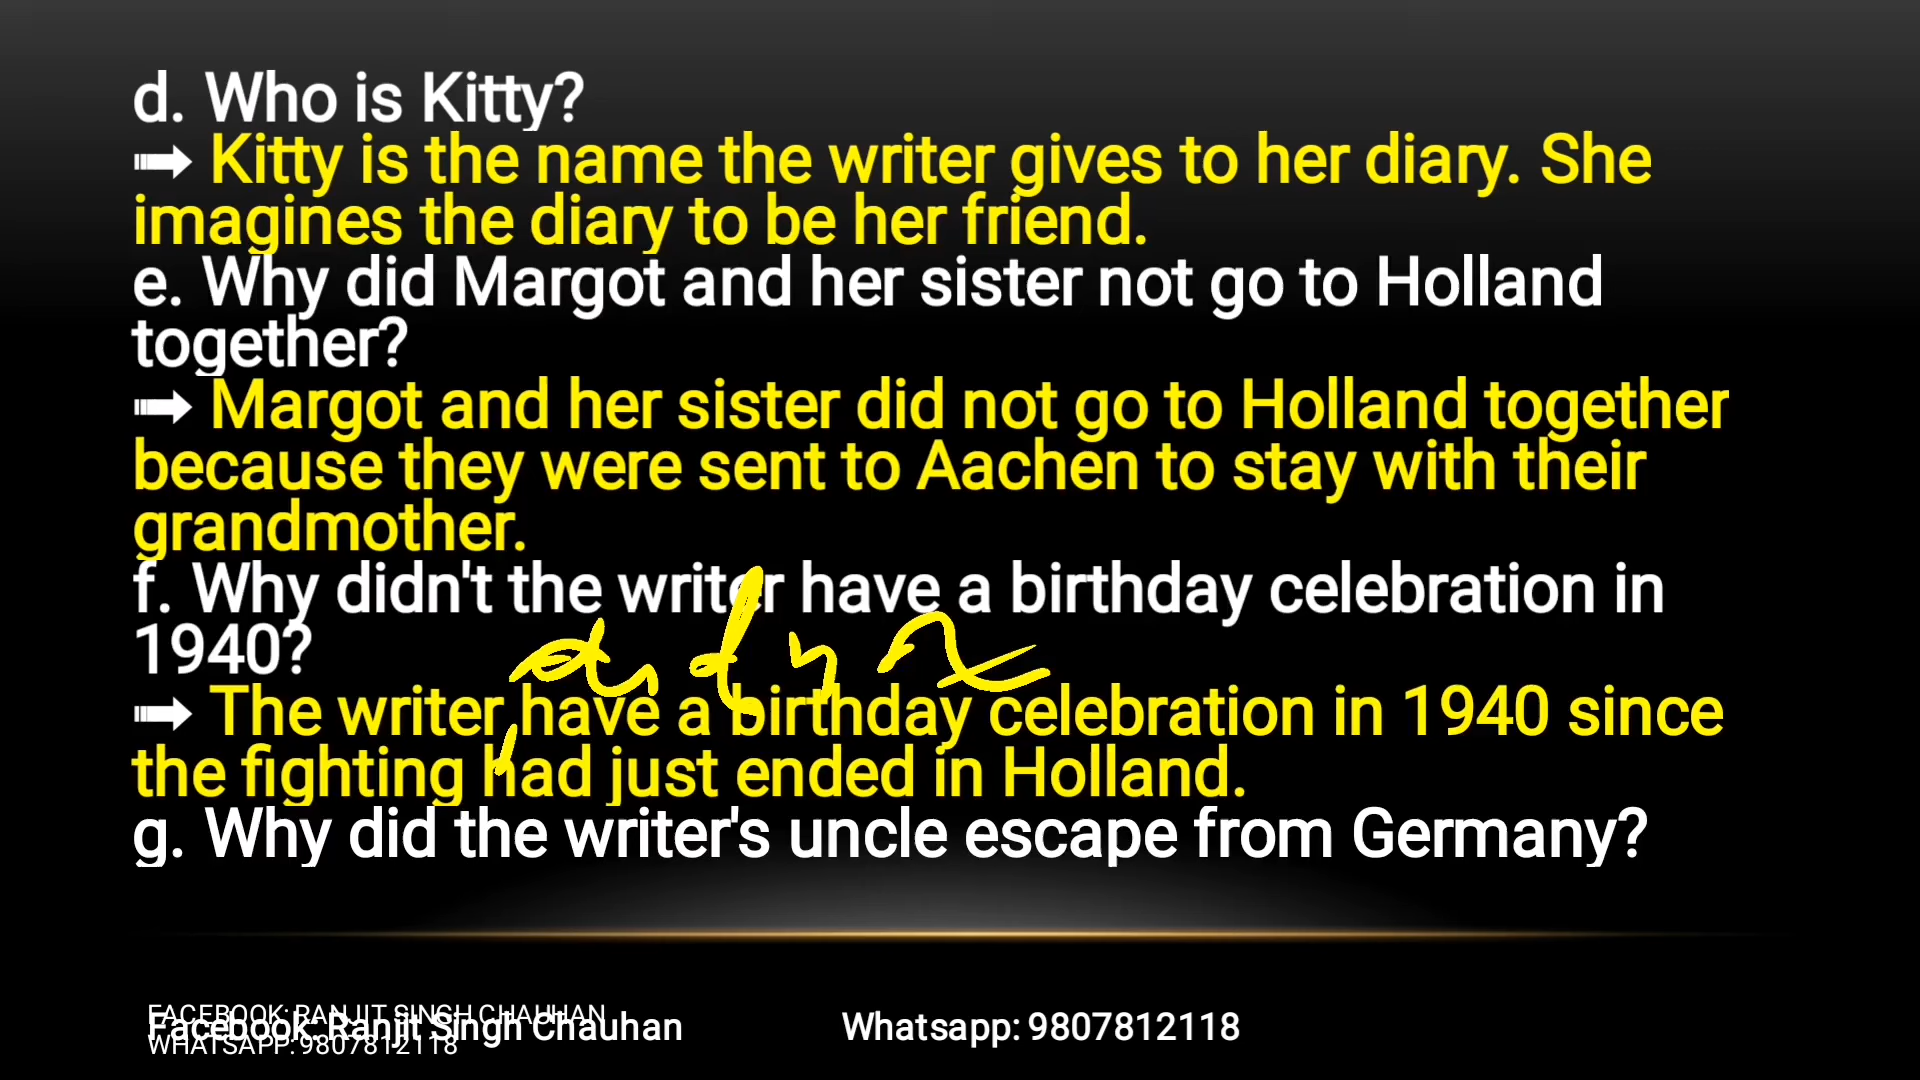 d. Who is Kitty?
➟ Kitty is the name the writer gives to her diary. She
imagines the diary to be her friend.
e. Why did Margot and her sister not go to Holland
together?
➟ Margot and her sister did not go to Holland together
because they were sent to Aachen to stay with their
grandmother.
f. Why didn't the writer have a birthday celebration in
1940?
didn't
➟ The writer have a birthday celebration in 1940 since
the fighting had just ended in Holland.
g. Why did the writer's uncle escape from Germany?
FACEBOOK: RANJIT SINGH CHAUHAN
Facebook: Ranjit Singh Chauhan Whatsapp: 9807812118
WHATSAPP: 9807812118